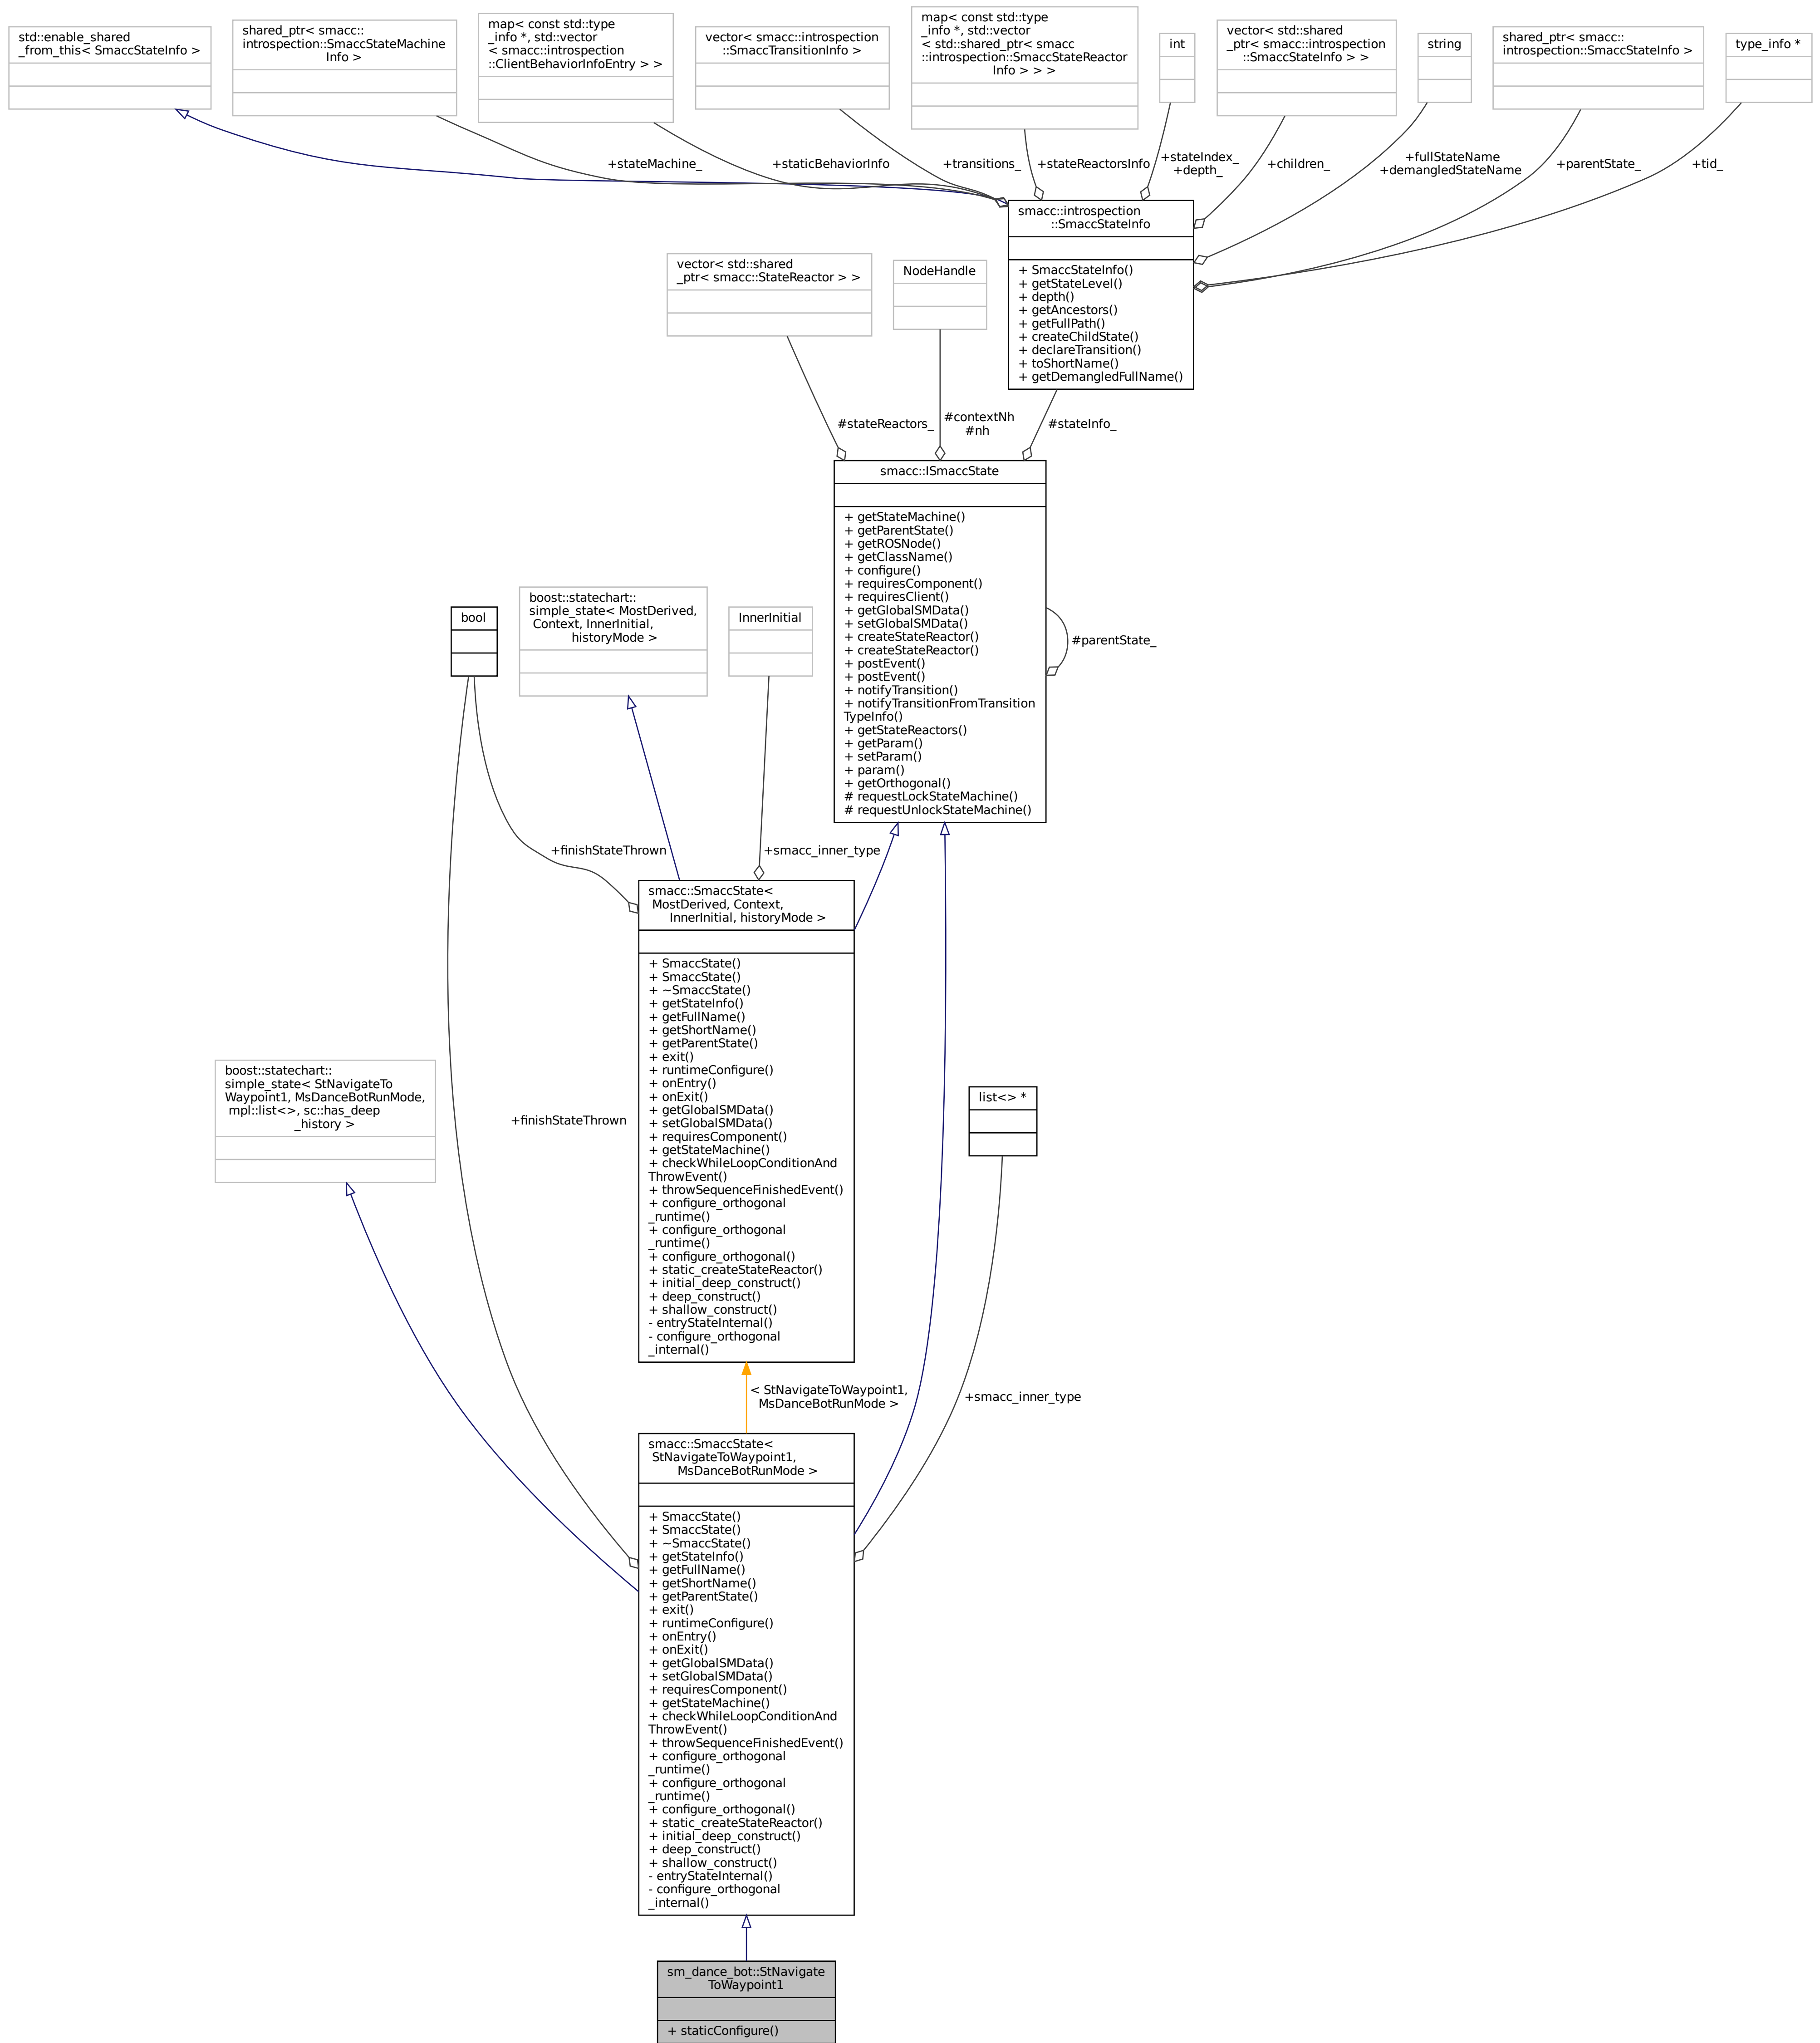 std::enable_shared
_from_this< SmaccStateInfo >
shared_ptr< smacc::
introspection::SmaccStateMachine
Info >
map< const std::type
_info *, std::vector
< smacc::introspection
::ClientBehaviorInfoEntry > >
vector< smacc::introspection
::SmaccTransitionInfo >
map< const std::type
_info *, std::vector
< std::shared_ptr< smacc
::introspection::SmaccStateReactor
Info > > >
int
vector< std::shared
_ptr< smacc::introspection
::SmaccStateInfo > >
string
shared_ptr< smacc::
introspection::SmaccStateInfo >
type_info *
+stateMachine_
+staticBehaviorInfo
+transitions_
+stateReactorsInfo
+stateIndex_
+depth_
+children_
+fullStateName
+demangledStateName
+parentState_
+tid_
smacc::introspection
::SmaccStateInfo
+ SmaccStateInfo()
+ getStateLevel()
+ depth()
+ getAncestors()
+ getFullPath()
+ createChildState()
+ declareTransition()
+ toShortName()
+ getDemangledFullName()
vector< std::shared
_ptr< smacc::StateReactor > >
NodeHandle
#stateReactors_
#contextNh
#nh
#stateInfo_
smacc::ISmaccState
+ getStateMachine()
+ getParentState()
+ getROSNode()
+ getClassName()
+ configure()
+ requiresComponent()
+ requiresClient()
+ getGlobalSMData()
+ setGlobalSMData()
+ createStateReactor()
+ createStateReactor()
+ postEvent()
+ postEvent()
+ notifyTransition()
+ notifyTransitionFromTransition
TypeInfo()
+ getStateReactors()
+ getParam()
+ setParam()
+ param()
+ getOrthogonal()
# requestLockStateMachine()
# requestUnlockStateMachine()
#parentState_
bool
boost::statechart::
simple_state< MostDerived,
Context, InnerInitial,
historyMode >
InnerInitial
+finishStateThrown
+smacc_inner_type
smacc::SmaccState<
MostDerived, Context,
InnerInitial, historyMode >
+ SmaccState()
+ SmaccState()
+ ~SmaccState()
+ getStateInfo()
+ getFullName()
+ getShortName()
+ getParentState()
+ exit()
+ runtimeConfigure()
+ onEntry()
+ onExit()
+ getGlobalSMData()
+ setGlobalSMData()
+ requiresComponent()
+ getStateMachine()
+ checkWhileLoopConditionAnd
ThrowEvent()
+ throwSequenceFinishedEvent()
+ configure_orthogonal
_runtime()
+ configure_orthogonal
_runtime()
+ configure_orthogonal()
+ static_createStateReactor()
+ initial_deep_construct()
+ deep_construct()
+ shallow_construct()
- entryStateInternal()
- configure_orthogonal
_internal()
boost::statechart::
simple_state< StNavigateTo
Waypoint1, MsDanceBotRunMode,
mpl::list<>, sc::has_deep
_history >
+finishStateThrown
list<> *
< StNavigateToWaypoint1,
MsDanceBotRunMode >
+smacc_inner_type
smacc::SmaccState<
StNavigateToWaypoint1,
MsDanceBotRunMode >
+ SmaccState()
+ SmaccState()
+ ~SmaccState()
+ getStateInfo()
+ getFullName()
+ getShortName()
+ getParentState()
+ exit()
+ runtimeConfigure()
+ onEntry()
+ onExit()
+ getGlobalSMData()
+ setGlobalSMData()
+ requiresComponent()
+ getStateMachine()
+ checkWhileLoopConditionAnd
ThrowEvent()
+ throwSequenceFinishedEvent()
+ configure_orthogonal
_runtime()
+ configure_orthogonal
_runtime()
+ configure_orthogonal()
+ static_createStateReactor()
+ initial_deep_construct()
+ deep_construct()
+ shallow_construct()
- entryStateInternal()
- configure_orthogonal
_internal()
sm_dance_bot::StNavigate
ToWaypoint1
+ staticConfigure()